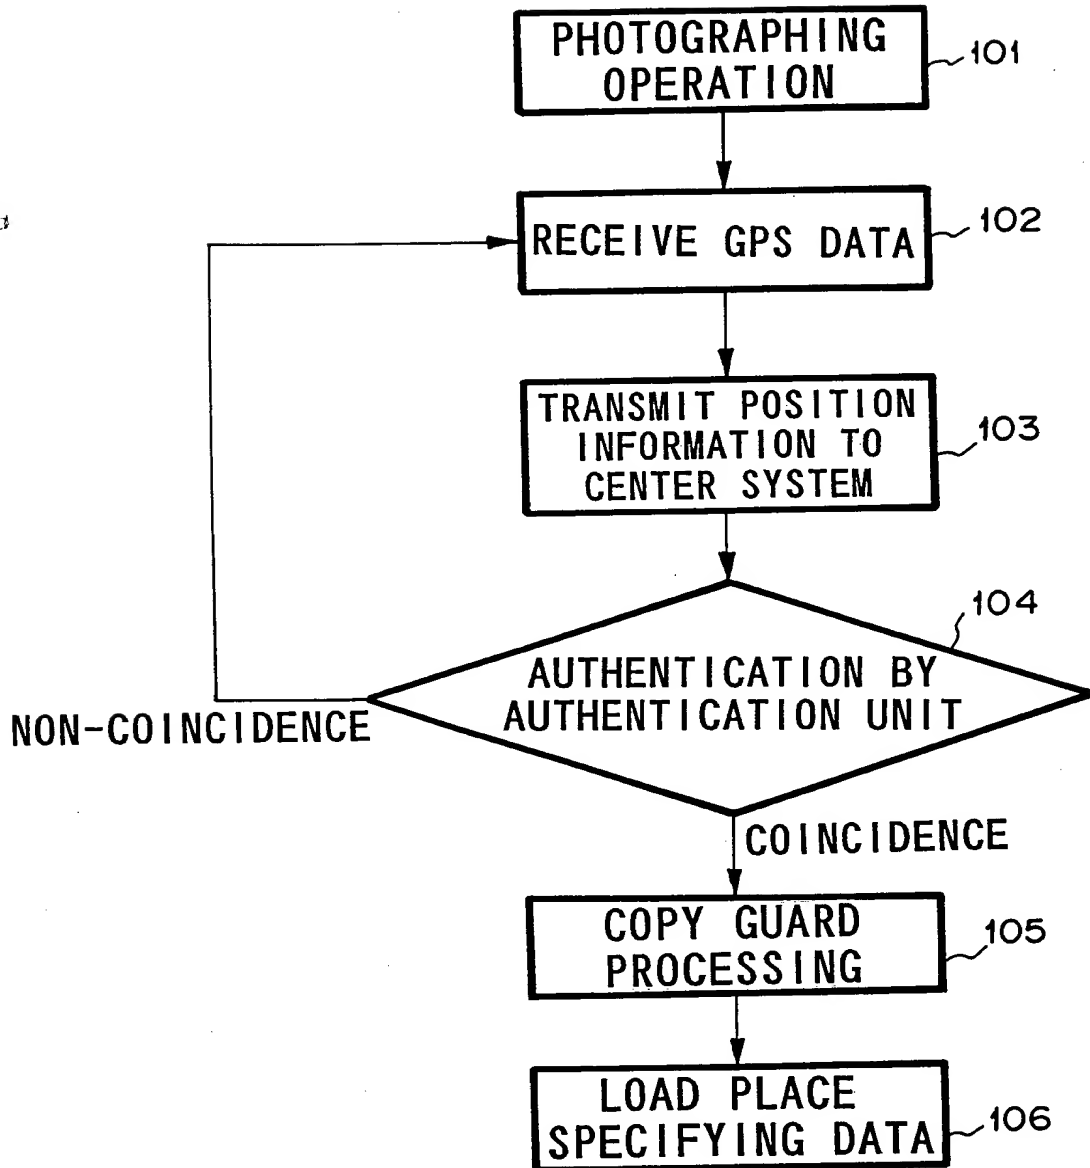 PHOTOGRAPHING
OPERATION
101
RECEIVE GPS DATA
102
TRANSMIT POSITION
INFORMATION TO
CENTER SYSTEM
103
104
AUTHENTICATION BY
AUTHENTICATION UNIT
NON-COINCIDENCE
COINCIDENCE
COPY GUARD
PROCESSING
105
LOAD PLACE
SPECIFYING DATA
106